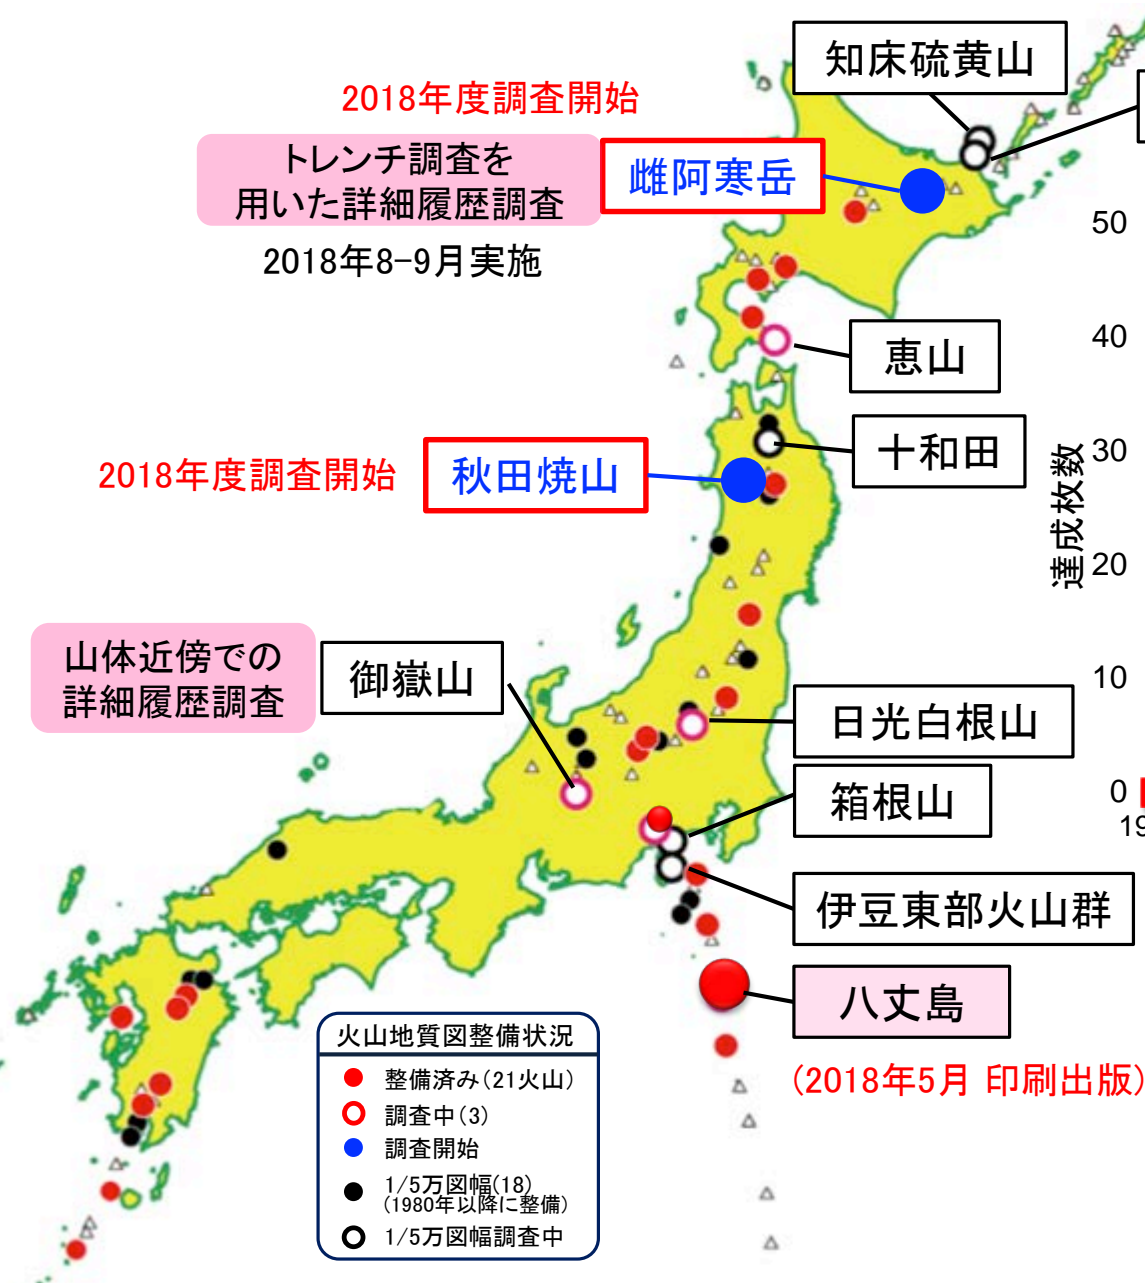 知床硫黄山
2018年度調査開始
トレンチ調査を
用いた詳細履歴調査
雌阿寒岳
2018年8-9月実施
50
40
恵山
十和田
30
達成枚数
2018年度調査開始
秋田焼山
20
山体近傍での
詳細履歴調査
御嶽山
10
日光白根山
箱根山
0
19
伊豆東部火山群
八丈島
(2018年5月 印刷出版)
火山地質図整備状況
整備済み(21火山)
調査中(3)
調査開始
1/5万図幅(18)
(1980年以降に整備)
1/5万図幅調査中